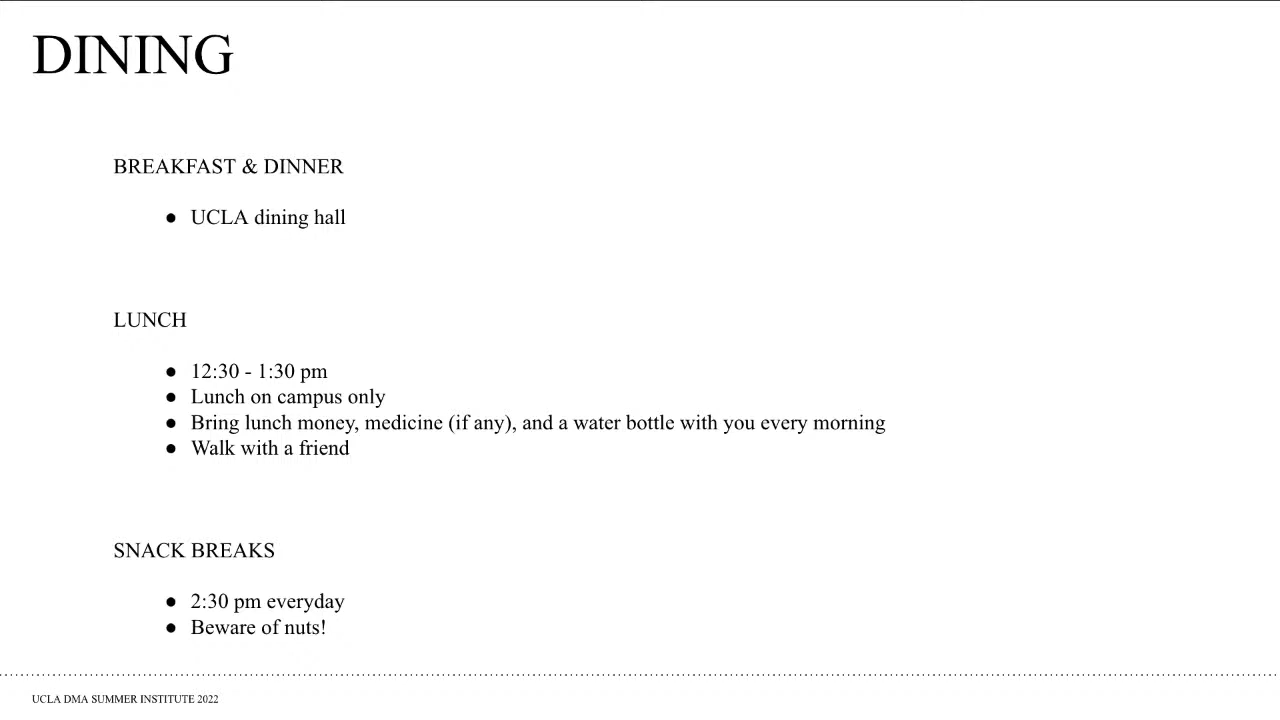 DINING
BREAKFAST & DINNER
● UCLA dining hall
LUNCH
● 12:30 - 1:30 pm
● Lunch on campus only
● Bring lunch money, medicine (if any), and a water bottle with you every morning
● Walk with a friend
SNACK BREAKS
● 2:30 pm everyday
● Beware of nuts!
UCLA DMA SUMMER INSTITUTE 2022